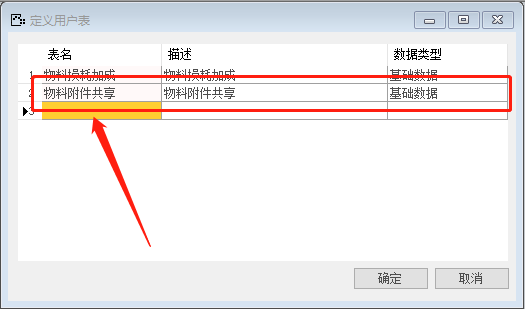 定义用户表
表名 描述 数据类型
1 物料损耗加成 物料损耗加成 基础数据
2 物料附件共享 物料附件共享 基础数据
3
确定 取消